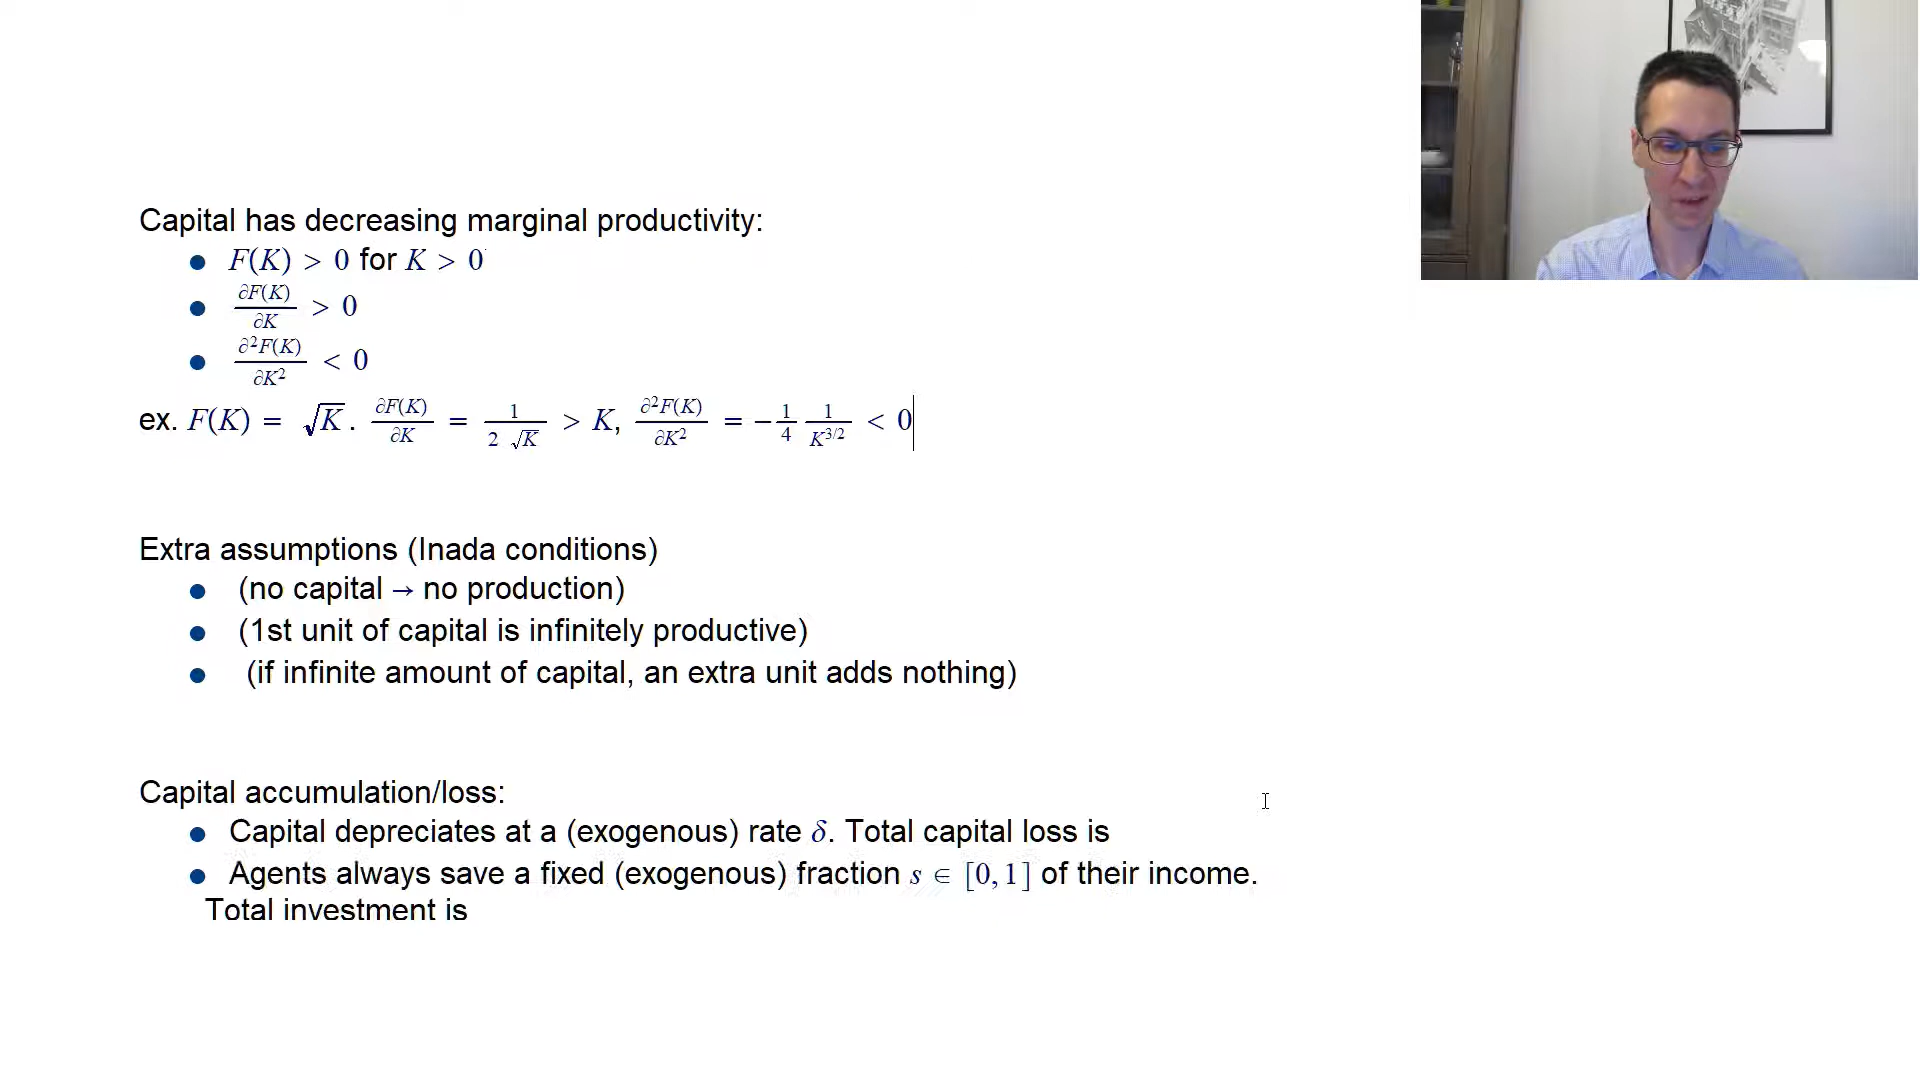 Capital has decreasing marginal productivity:
● F(K) > 0 for K > 0
● ∂F(K)/∂K > 0
● ∂²F(K)/∂K² < 0
ex. F(K) = √K. ∂F(K)/∂K = 1/(2 √K) > K, ∂²F(K)/∂K² = −1/4 1/K^{3/2} < 0
Extra assumptions (Inada conditions)
● (no capital → no production)
● (1st unit of capital is infinitely productive)
● (if infinite amount of capital, an extra unit adds nothing)
Capital accumulation/loss:
● Capital depreciates at a (exogenous) rate δ. Total capital loss is
● Agents always save a fixed (exogenous) fraction s ∈ [0, 1] of their income.
Total investment is